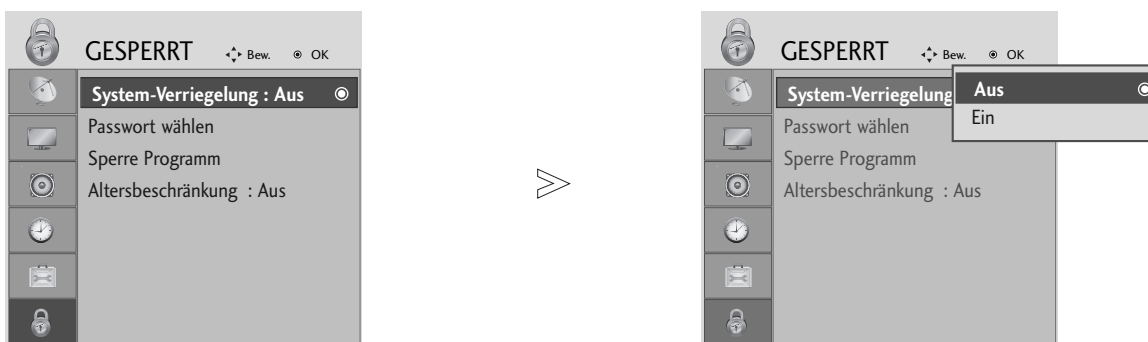 GESPERRT Bew. OK
System-Verriegelung : Aus
Passwort wählen
Sperre Programm
Altersbeschränkung : Aus
GESPERRT Bew. OK
System-Verriegelung Aus
Ein
Passwort wählen
Sperre Programm
Altersbeschränkung : Aus